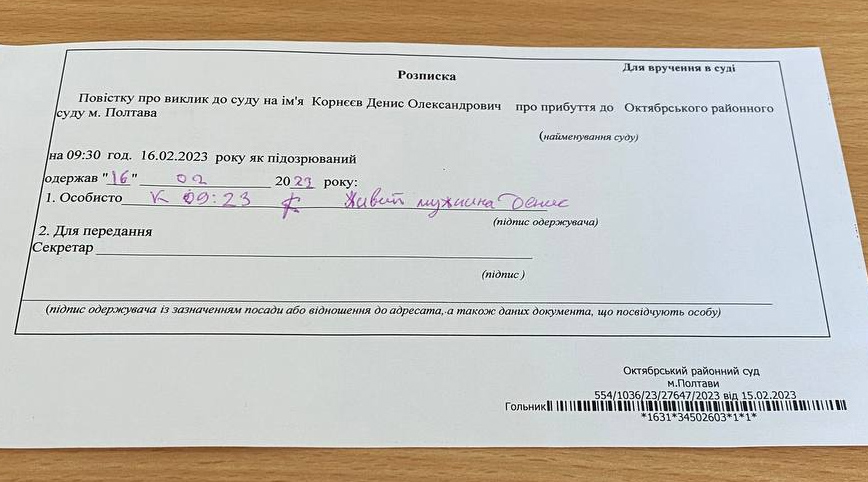 Для вручення в суді
Розписка
Повістку про виклик до суду на ім'я Корнєєв Денис Олександрович про прибуття до Октябрського районного
суду м. Полтава
(найменування суду)
на 09:30 год. 16.02.2023 року як підозрюваний
одержав "16" 02 2023 року:
1. Особисто к 09:23 Живий мужчина Денис
(підпис одержувача)
2. Для передання
Секретар
(підпис )
(підпис одержувача із зазначенням посади або відношення до адресата, а також даних документа, що посвідчують особу)
Октябрський районний суд
м.Полтави
554/1036/23/27647/2023 від 15.02.2023
Гольник
*1631*34502603*1*1*